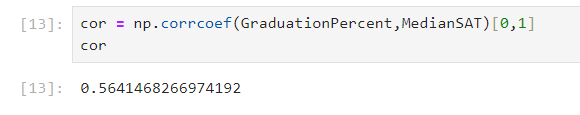 [13]: cor = np.corrcoef(GraduationPercent,MedianSAT)[0,1]
cor
[13]: 0.5641468266974192